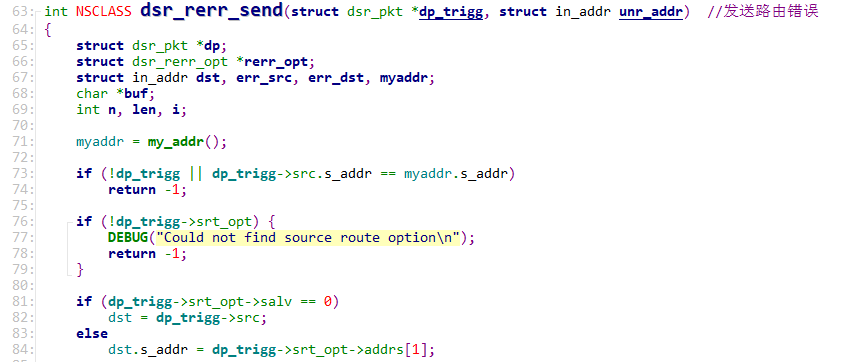 63: int NSCLASS dsr_rerr_send(struct dsr_pkt *dp_trigg, struct in_addr unr_addr)  //发送路由错误
64: {
65:     struct dsr_pkt *dp;
66:     struct dsr_rerr_opt *rerr_opt;
67:     struct in_addr dst, err_src, err_dst, myaddr;
68:     char *buf;
69:     int n, len, i;
70:
71:     myaddr = my_addr();
72:
73:     if (!dp_trigg || dp_trigg->src.s_addr == myaddr.s_addr)
74:         return -1;
75:
76:     if (!dp_trigg->srt_opt) {
77:         DEBUG("Could not find source route option\n");
78:         return -1;
79:     }
80:
81:     if (dp_trigg->srt_opt->salv == 0)
82:         dst = dp_trigg->src;
83:     else
84:         dst.s_addr = dp_trigg->srt_opt->addrs[1];